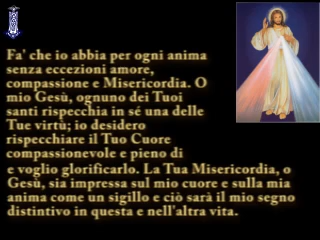 Fa' che io abbia per ogni anima
senza eccezioni amore,
compassione e Misericordia. O
mio Gesù, ognuno dei Tuoi
santi rispecchia in sé una delle
Tue virtù; io desidero
rispecchiare il Tuo Cuore
compassionevole e pieno di
e voglio glorificarlo. La Tua Misericordia, o
Gesù, sia impressa sul mio cuore e sulla mia
anima come un sigillo e ciò sarà il mio segno
distintivo in questa e nell'altra vita.